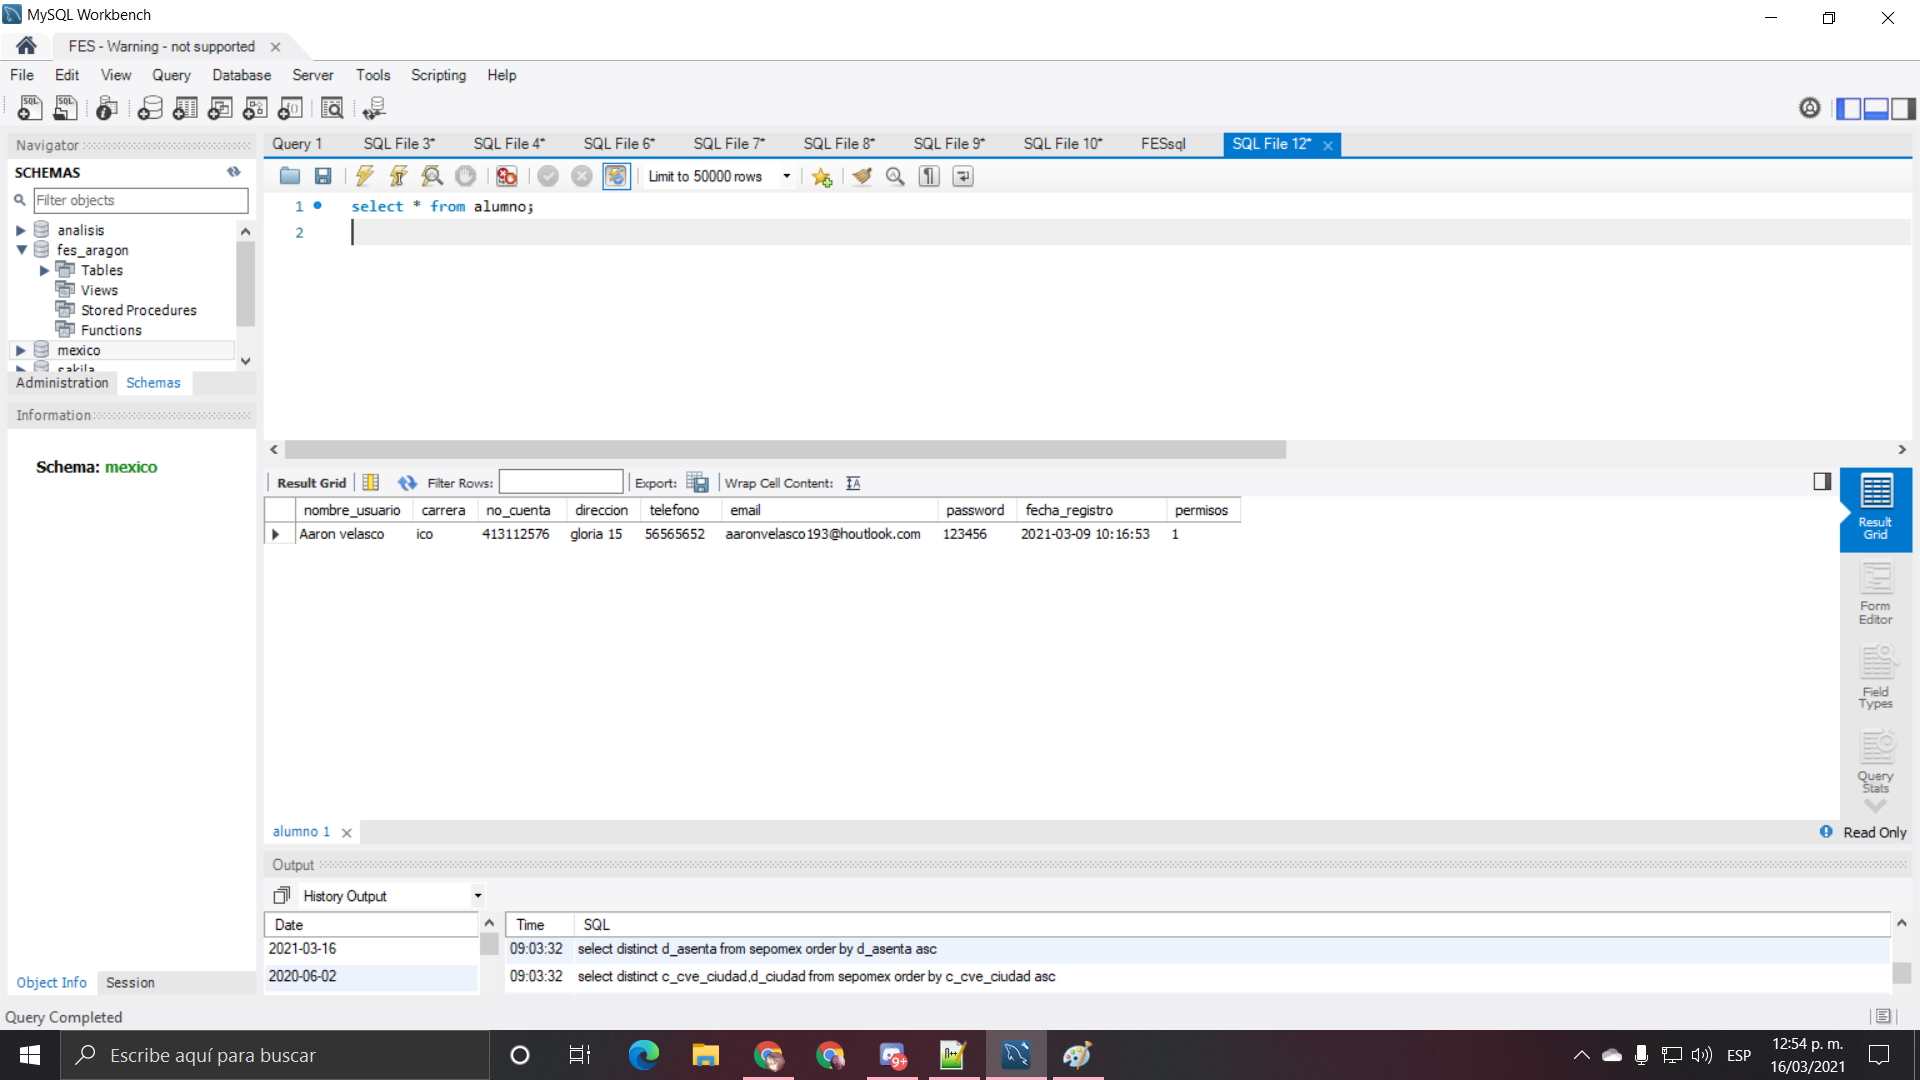 MySQL Workbench
FES - Warning - not supported
File Edit View Query Database Server Tools Scripting Help
Navigator
SCHEMAS
Filter objects
analisis
fes_aragon
Tables
Views
Stored Procedures
Functions
mexico
sakila
Administration Schemas
Information
Schema: mexico
Object Info Session
Query 1 SQL File 3* SQL File 4* SQL File 6* SQL File 7* SQL File 8* SQL File 9* SQL File 10* FESsql SQL File 12*
Limit to 50000 rows
1 select * from alumno;
2
Result Grid Filter Rows: Export: Wrap Cell Content:
nombre_usuario carrera no_cuenta direccion telefono email password fecha_registro permisos
Aaron velasco ico 413112576 gloria 15 56565652 aaronvelasco193@houtlook.com 123456 2021-03-09 10:16:53 1
Result
Grid
Form
Editor
Field
Types
Query
Stats
alumno 1
Read Only
Output
History Output
Date
2021-03-16
2020-06-02
Time SQL
09:03:32 select distinct d_asenta from sepomex order by d_asenta asc
09:03:32 select distinct c_cve_ciudad,d_ciudad from sepomex order by c_cve_ciudad asc
Query Completed
Escribe aquí para buscar
9+
ESP
12:54 p. m.
16/03/2021